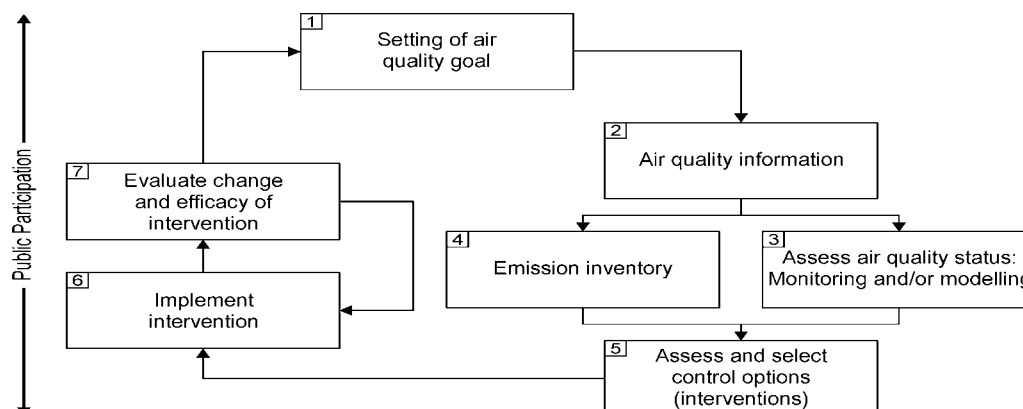 1
Setting of air
quality goal
2
Air quality information
7
Evaluate change
and efficacy of
intervention
4
Emission inventory
3
Assess air quality status:
Monitoring and/or modelling
6
Implement
intervention
5
Assess and select
control options
(interventions)
Public Participation